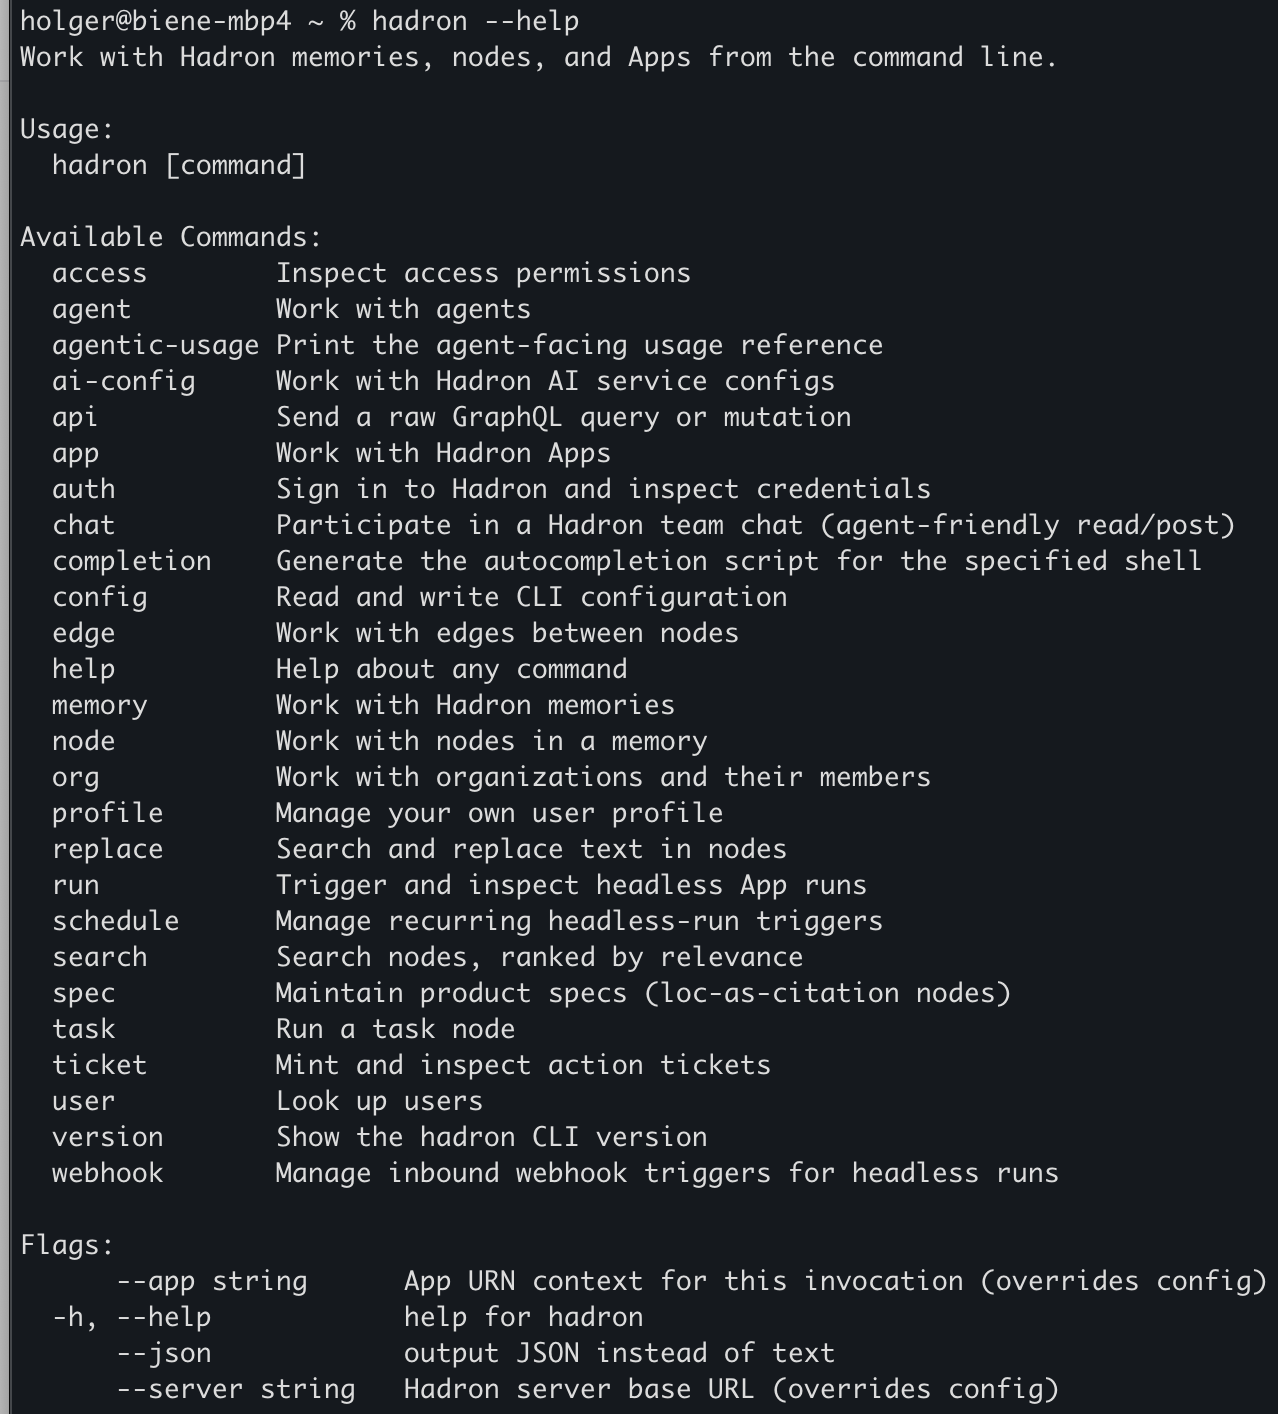 holger@biene-mbp4 ~ % hadron --help
Work with Hadron memories, nodes, and Apps from the command line.

Usage:
  hadron [command]

Available Commands:
  access        Inspect access permissions
  agent         Work with agents
  agentic-usage Print the agent-facing usage reference
  ai-config     Work with Hadron AI service configs
  api           Send a raw GraphQL query or mutation
  app           Work with Hadron Apps
  auth          Sign in to Hadron and inspect credentials
  chat          Participate in a Hadron team chat (agent-friendly read/post)
  completion    Generate the autocompletion script for the specified shell
  config        Read and write CLI configuration
  edge          Work with edges between nodes
  help          Help about any command
  memory        Work with Hadron memories
  node          Work with nodes in a memory
  org           Work with organizations and their members
  profile       Manage your own user profile
  replace       Search and replace text in nodes
  run           Trigger and inspect headless App runs
  schedule      Manage recurring headless-run triggers
  search        Search nodes, ranked by relevance
  spec          Maintain product specs (loc-as-citation nodes)
  task          Run a task node
  ticket        Mint and inspect action tickets
  user          Look up users
  version       Show the hadron CLI version
  webhook       Manage inbound webhook triggers for headless runs

Flags:
      --app string      App URN context for this invocation (overrides config)
  -h, --help            help for hadron
      --json            output JSON instead of text
      --server string   Hadron server base URL (overrides config)